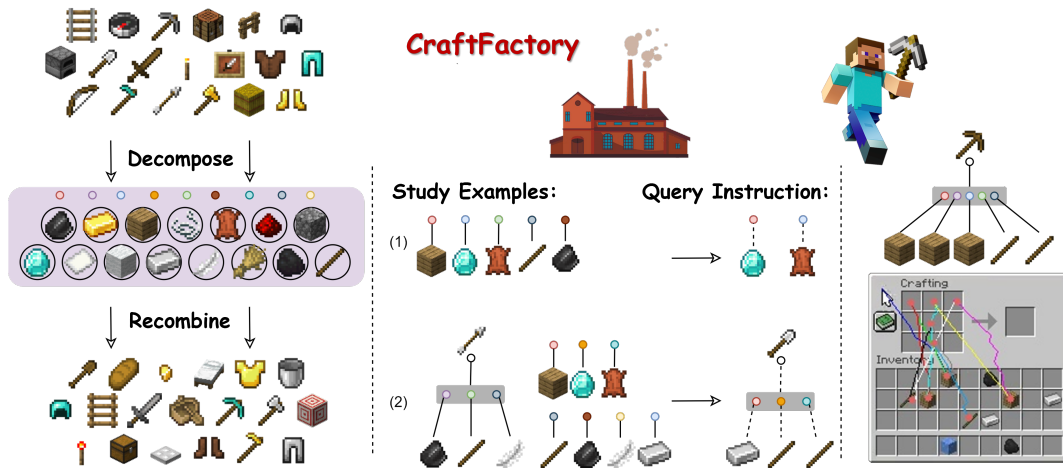 CraftFactory
Decompose
Recombine
Study Examples:
Query Instruction:
(1)
(2)
Crafting
Inventory